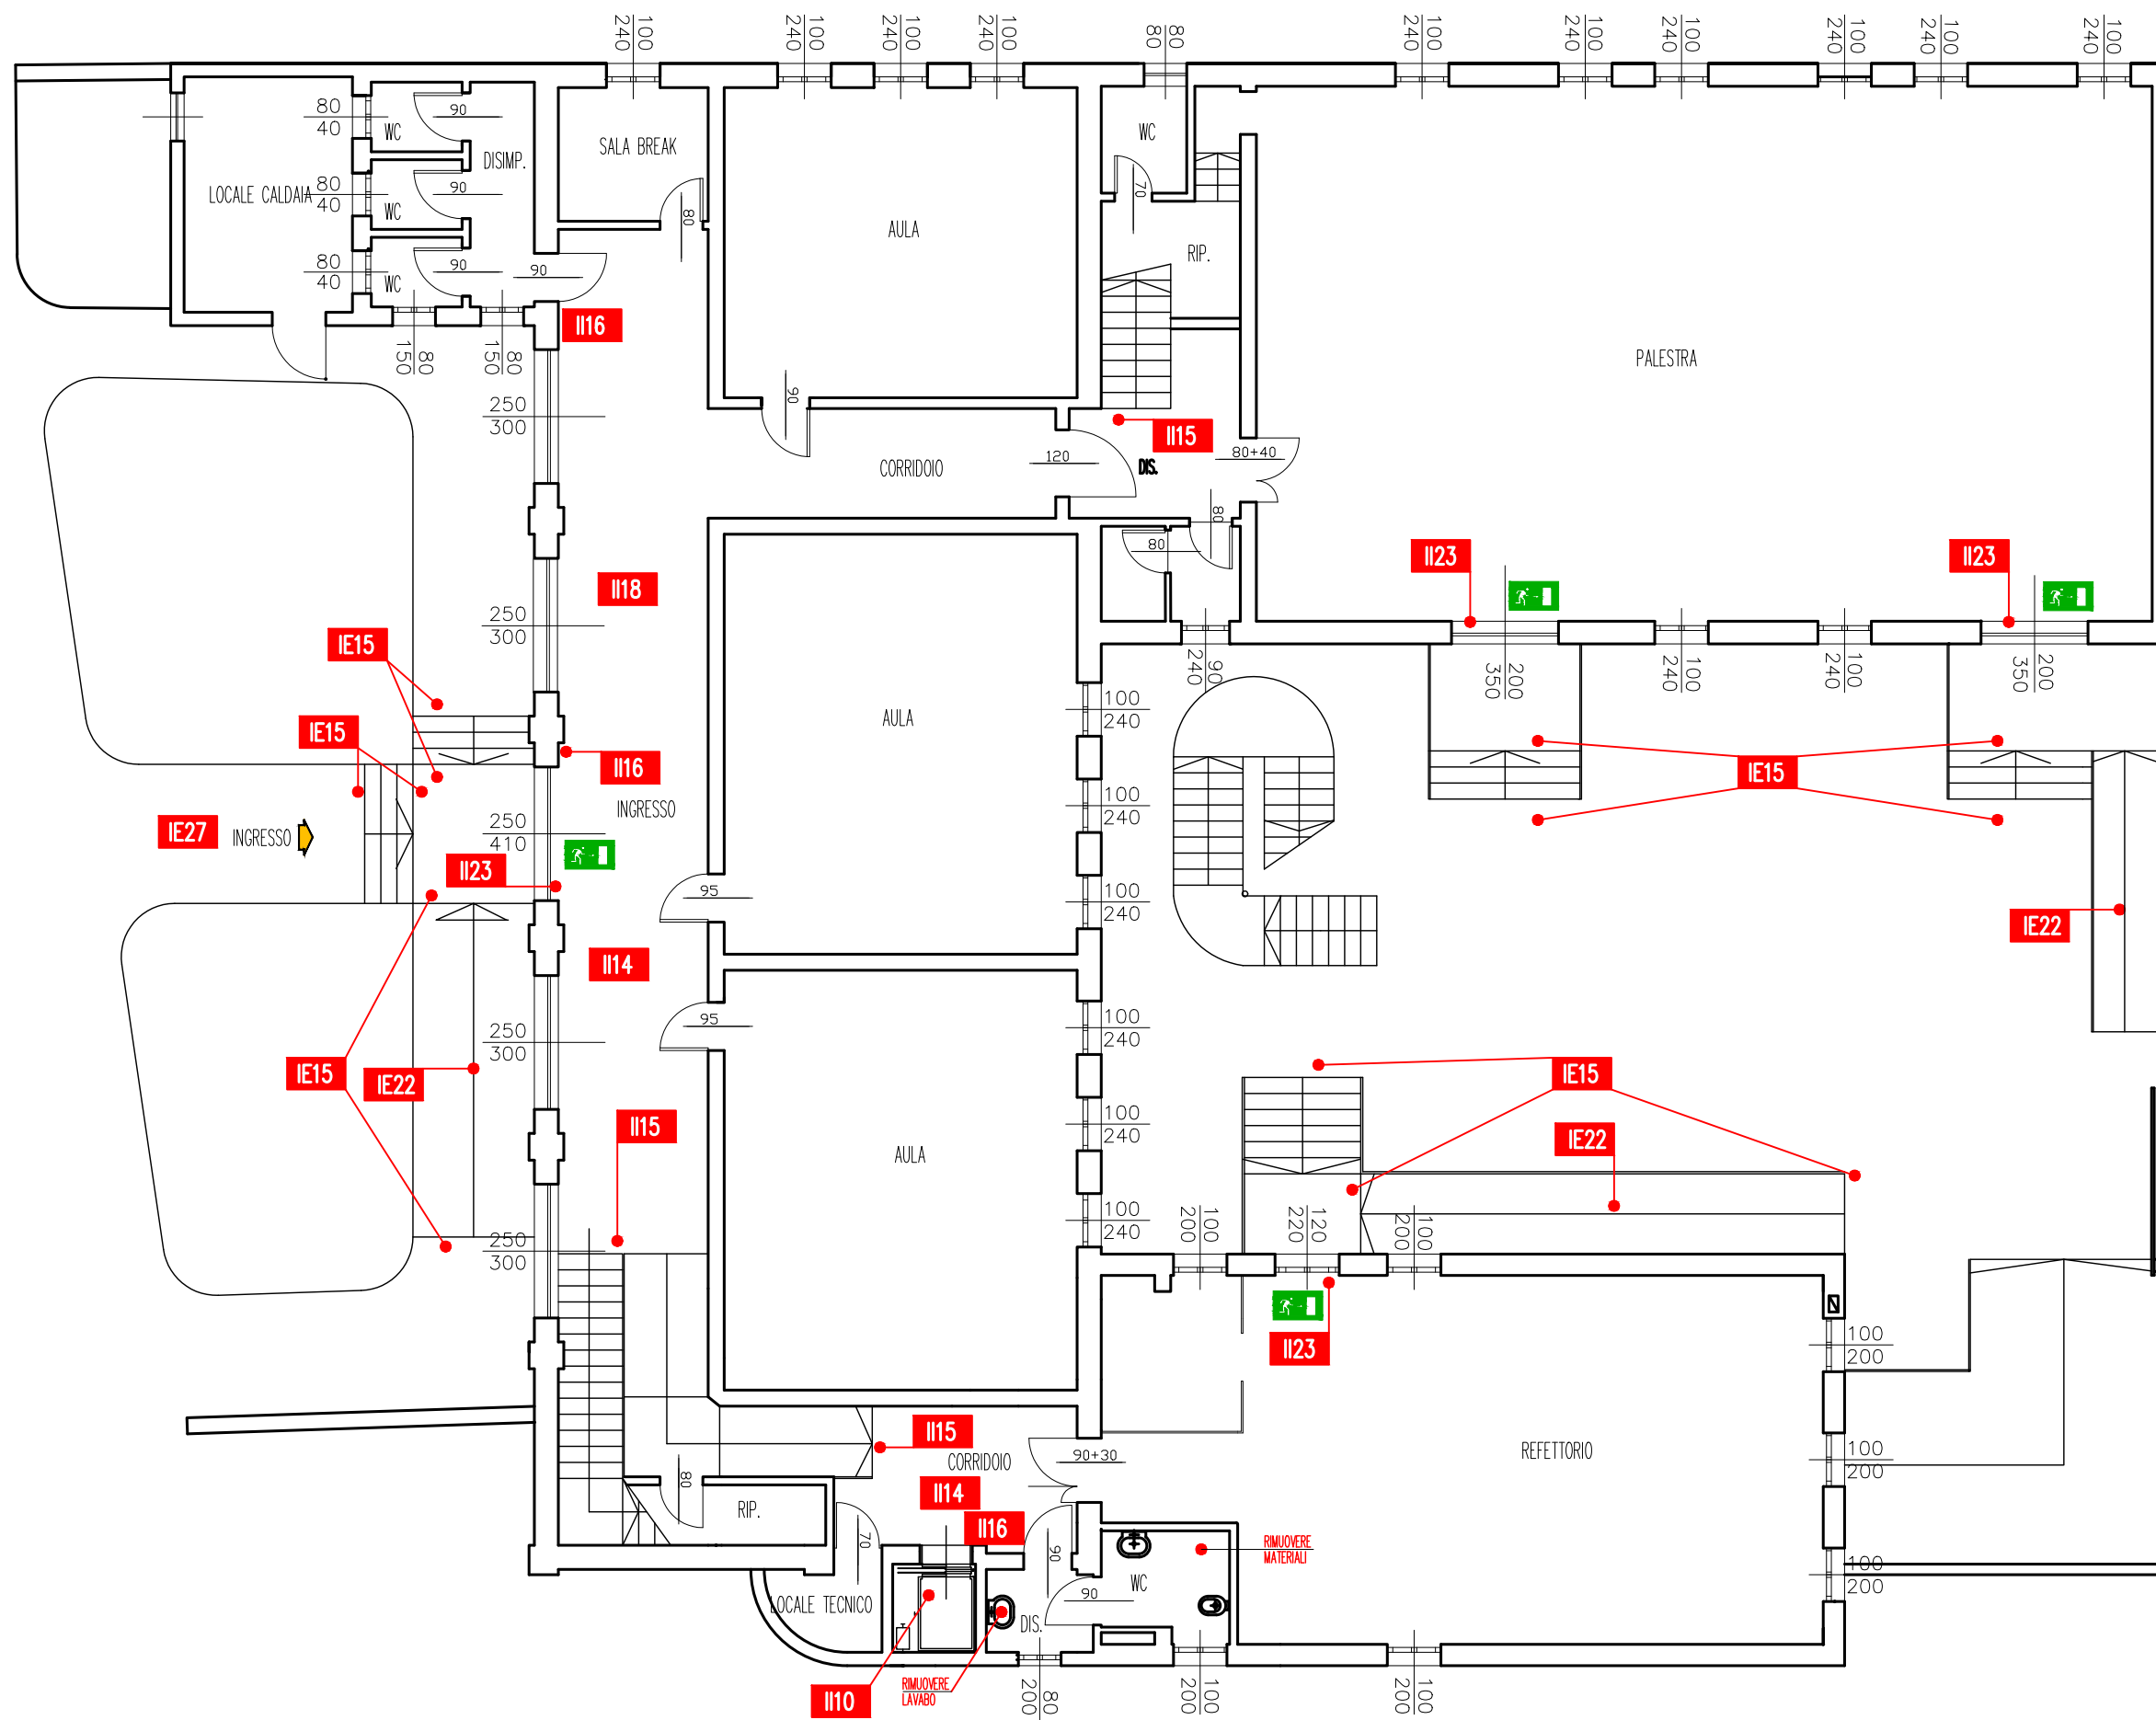 100
240
100
240
100
240
100
240
80
80
100
240
100
240
100
240
100
240
100
240
100
240
80
40
WC
90
DISIMP.
SALA BREAK
WC
LOCALE CALDAIA
80
40
WC
90
80
70
AULA
RIP.
80
40
WC
90
90
II16
80
150
80
150
PALESTRA
250
300
90
II15
CORRIDOIO
120
DIS.
80+40
80
80
II23
II23
II18
250
300
IE15
90
240
200
350
100
240
100
240
200
350
IE15
AULA
100
240
II16
IE15
INGRESSO
100
240
IE27
INGRESSO
250
410
II23
95
100
240
IE22
II14
95
250
300
100
240
IE15
IE22
IE15
II15
100
240
IE22
AULA
100
240
100
200
120
220
100
200
250
300
II23
100
200
II15
CORRIDOIO
90+30
REFETTORIO
100
200
80
II14
RIP.
II16
70
90
RIMUOVERE
MATERIALI
WC
100
200
90
LOCALE TECNICO
DIS.
II10
RIMUOVERE
LAVABO
80
200
100
200
100
200